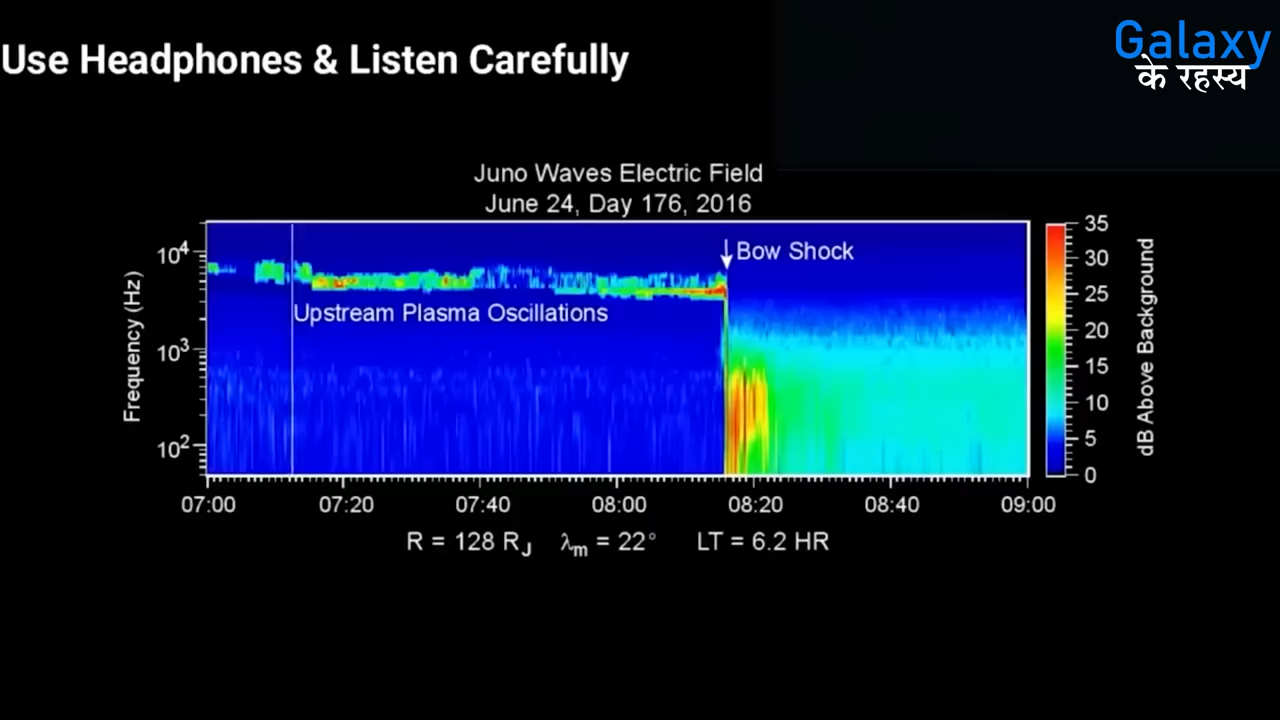 Use Headphones & Listen Carefully
Galaxy
के रहस्य
Juno Waves Electric Field
June 24, Day 176, 2016
Bow Shock
Upstream Plasma Oscillations
Frequency (Hz)
10⁴
10³
10²
07:00 07:20 07:40 08:00 08:20 08:40 09:00
R = 128 R_J λ_m = 22° LT = 6.2 HR
35
30
25
20
15
10
5
0
dB Above Background